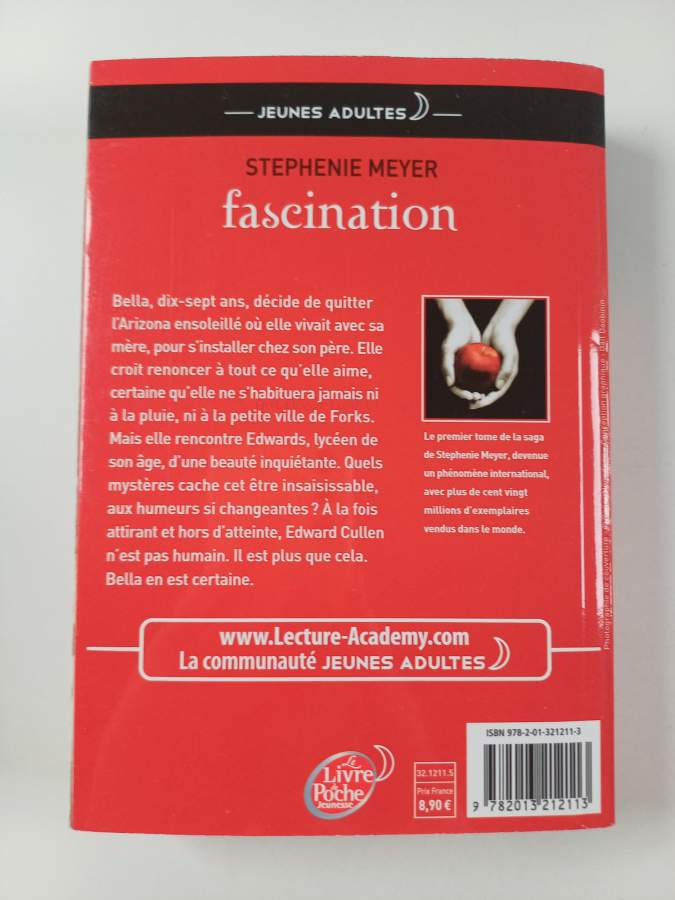 JEUNES ADULTES
STEPHENIE MEYER
fascination
Bella, dix-sept ans, décide de quitter
l'Arizona ensoleillé où elle vivait avec sa
mère, pour s'installer chez son père. Elle
croit renoncer à tout ce qu'elle aime,
certaine qu'elle ne s'habituera jamais ni
à la pluie, ni à la petite ville de Forks.
Mais elle rencontre Edwards, lycéen de
son âge, d'une beauté inquiétante. Quels
mystères cache cet être insaisissable,
aux humeurs si changeantes ? À la fois
attirant et hors d'atteinte, Edward Cullen
n'est pas humain. Il est plus que cela.
Bella en est certaine.
Le premier tome de la saga
de Stephenie Meyer, devenue
un phénomène international,
avec plus de cent vingt
millions d'exemplaires
vendus dans le monde.
Photographie de couverture
www.Lecture-Academy.com
La communauté JEUNES ADULTES
Le
Livre
de
Poche
Jeunesse
32.1211.5
Prix France
8,90 €
ISBN 978-2-01-321211-3
9 782013 212113